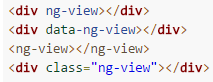 <div ng-view></div>
<div data-ng-view></div>
<ng-view></ng-view>
<div class="ng-view"></div>